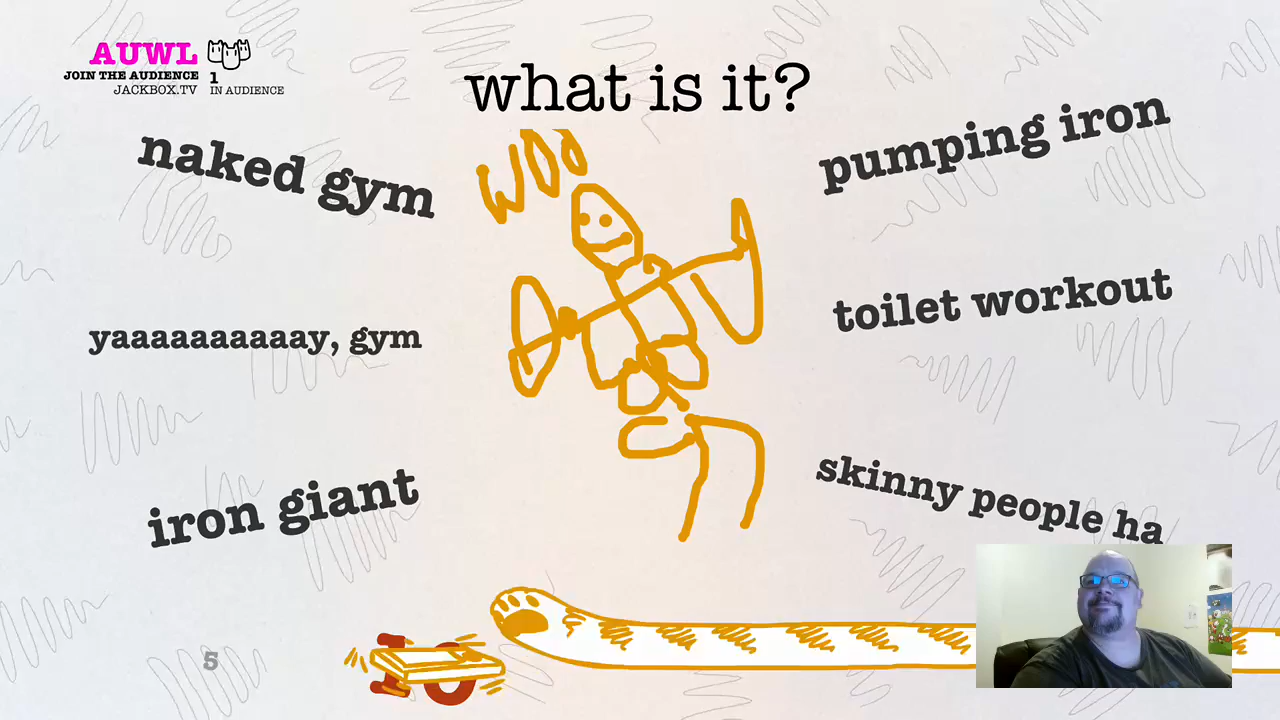 AUWL
JOIN THE AUDIENCE
JACKBOX.TV
1
IN AUDIENCE
what is it?
naked gym
pumping iron
woo
yaaaaaaaaaay, gym
toilet workout
iron giant
skinny people ha
5